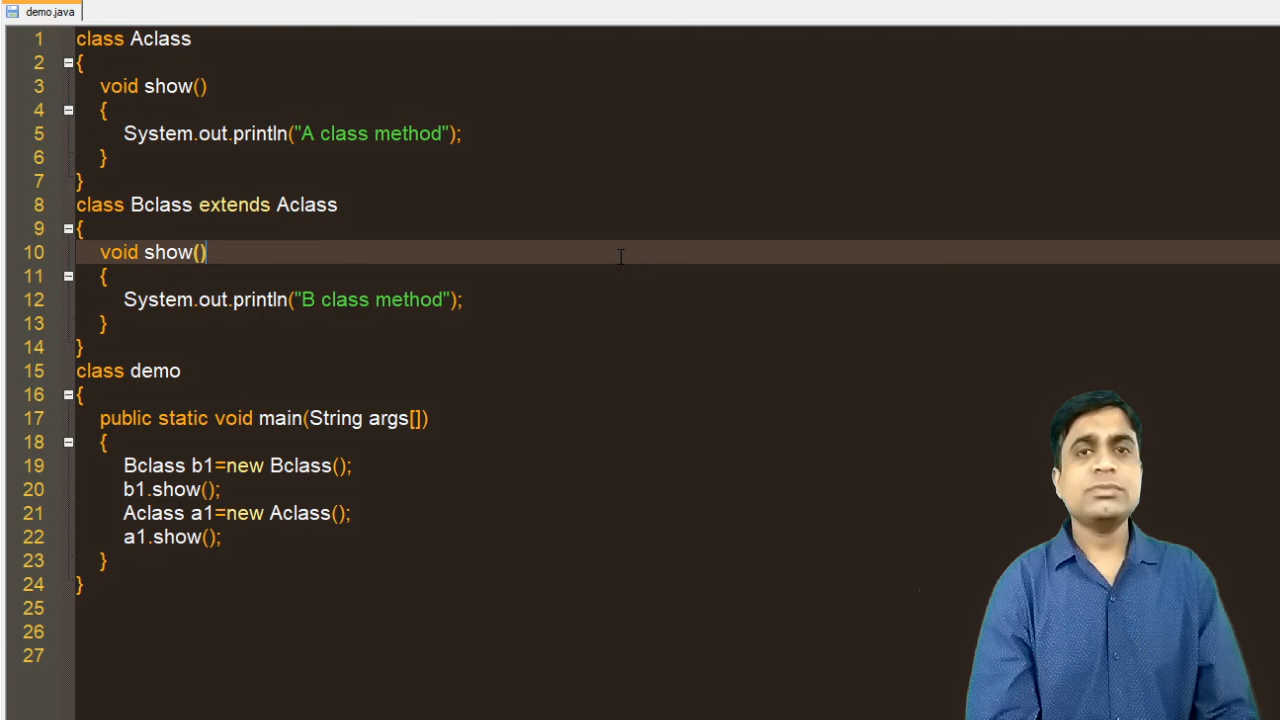 demo.java
1 class Aclass
2 {
3 void show()
4 {
5 System.out.println("A class method");
6 }
7 }
8 class Bclass extends Aclass
9 {
10 void show()
11 {
12 System.out.println("B class method");
13 }
14 }
15 class demo
16 {
17 public static void main(String args[])
18 {
19 Bclass b1=new Bclass();
20 b1.show();
21 Aclass a1=new Aclass();
22 a1.show();
23 }
24 }
25
26
27